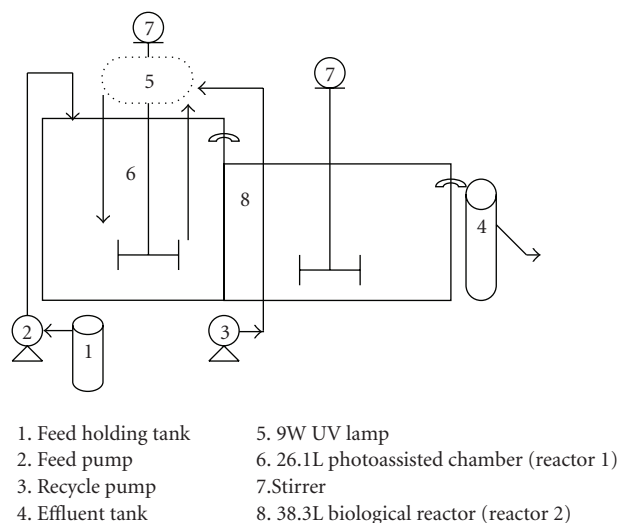 7
5
7
6
8
4
2
1
3
1. Feed holding tank
2. Feed pump
3. Recycle pump
4. Effluent tank
5. 9W UV lamp
6. 26.1L photoassisted chamber (reactor 1)
7.Stirrer
8. 38.3L biological reactor (reactor 2)